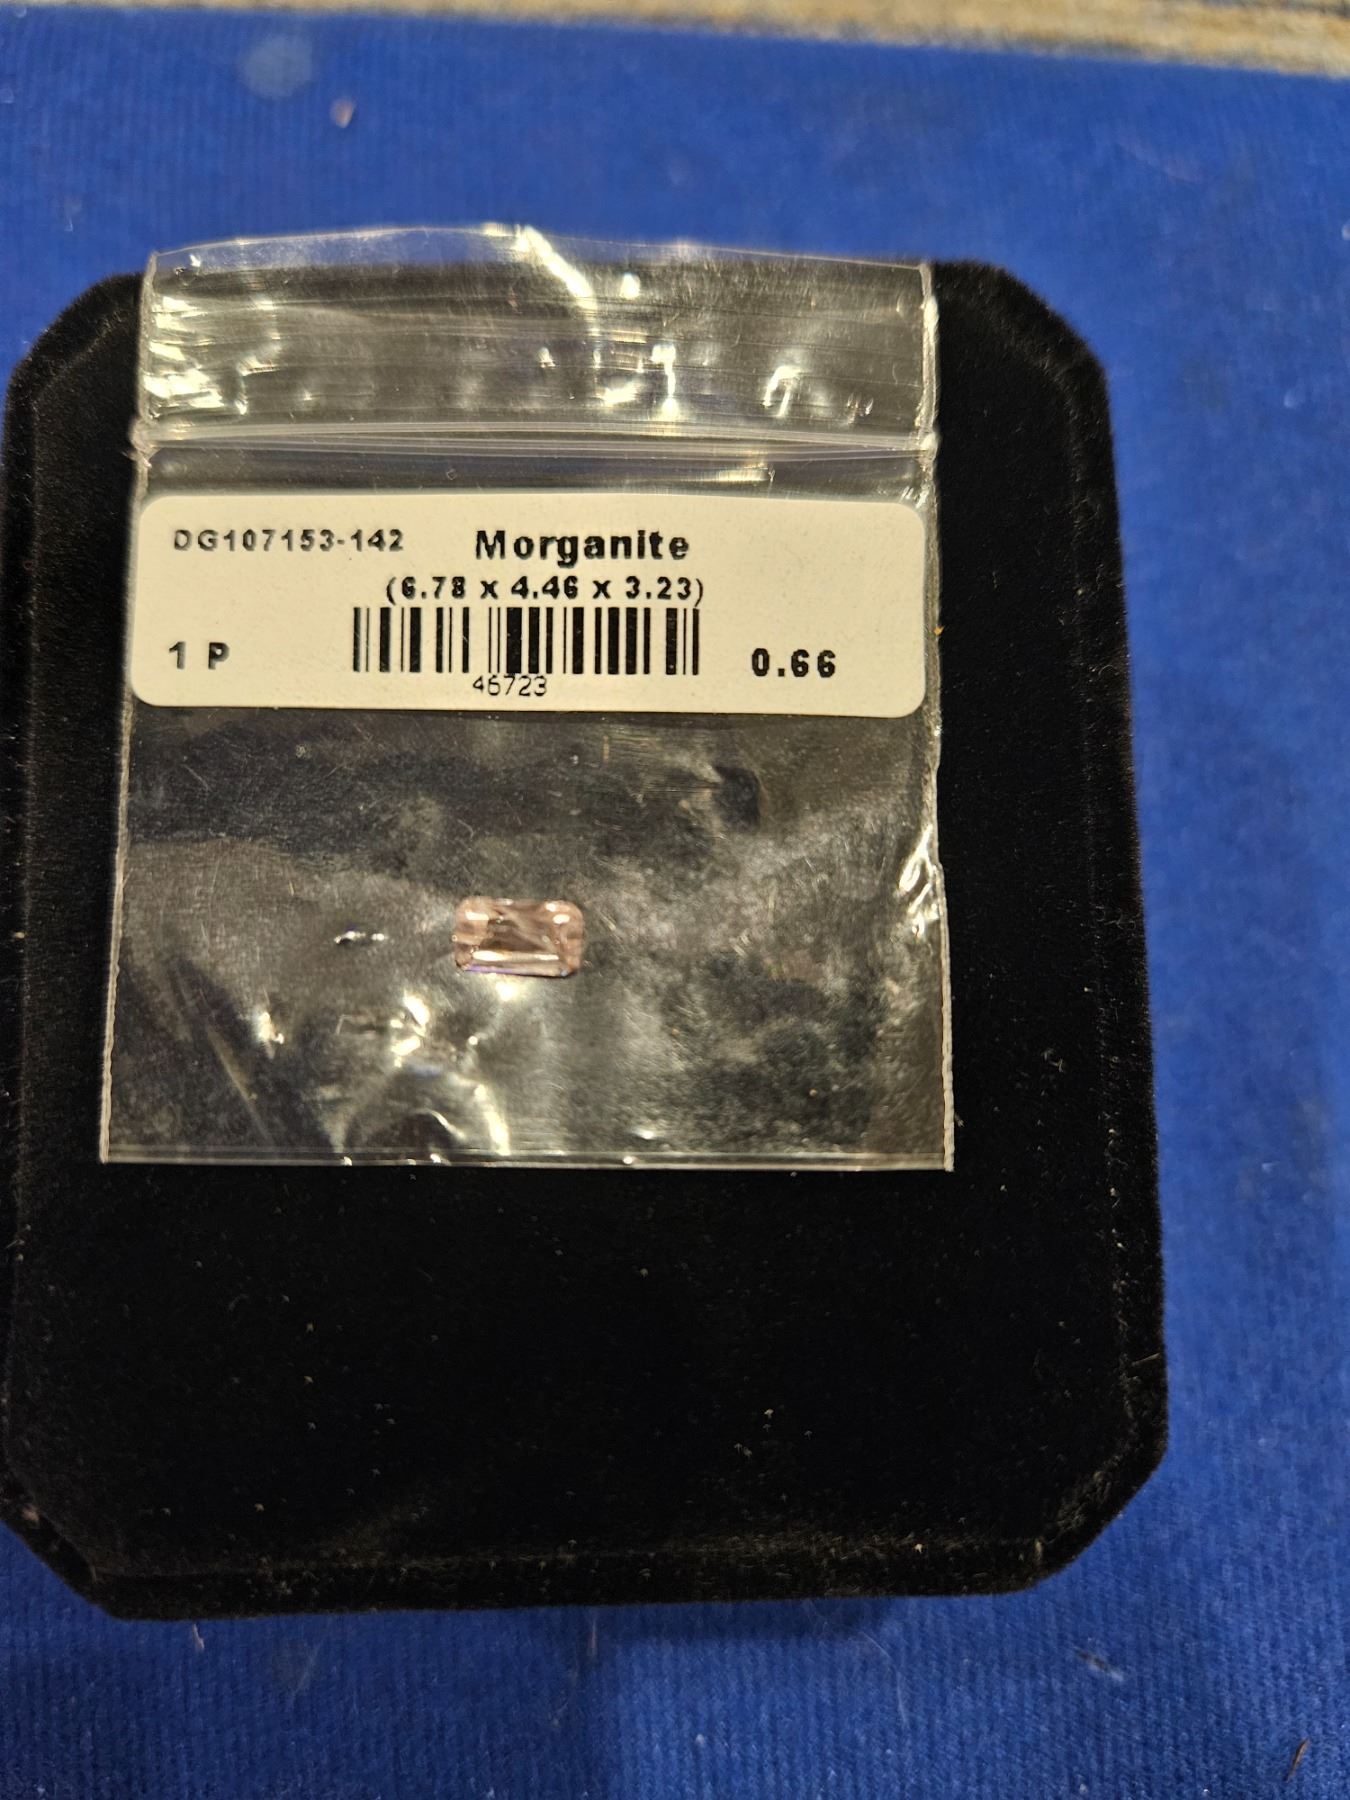 DG107153-142 Morganite
(6.78 x 4.46 x 3.23)
1 P 0.66
46723